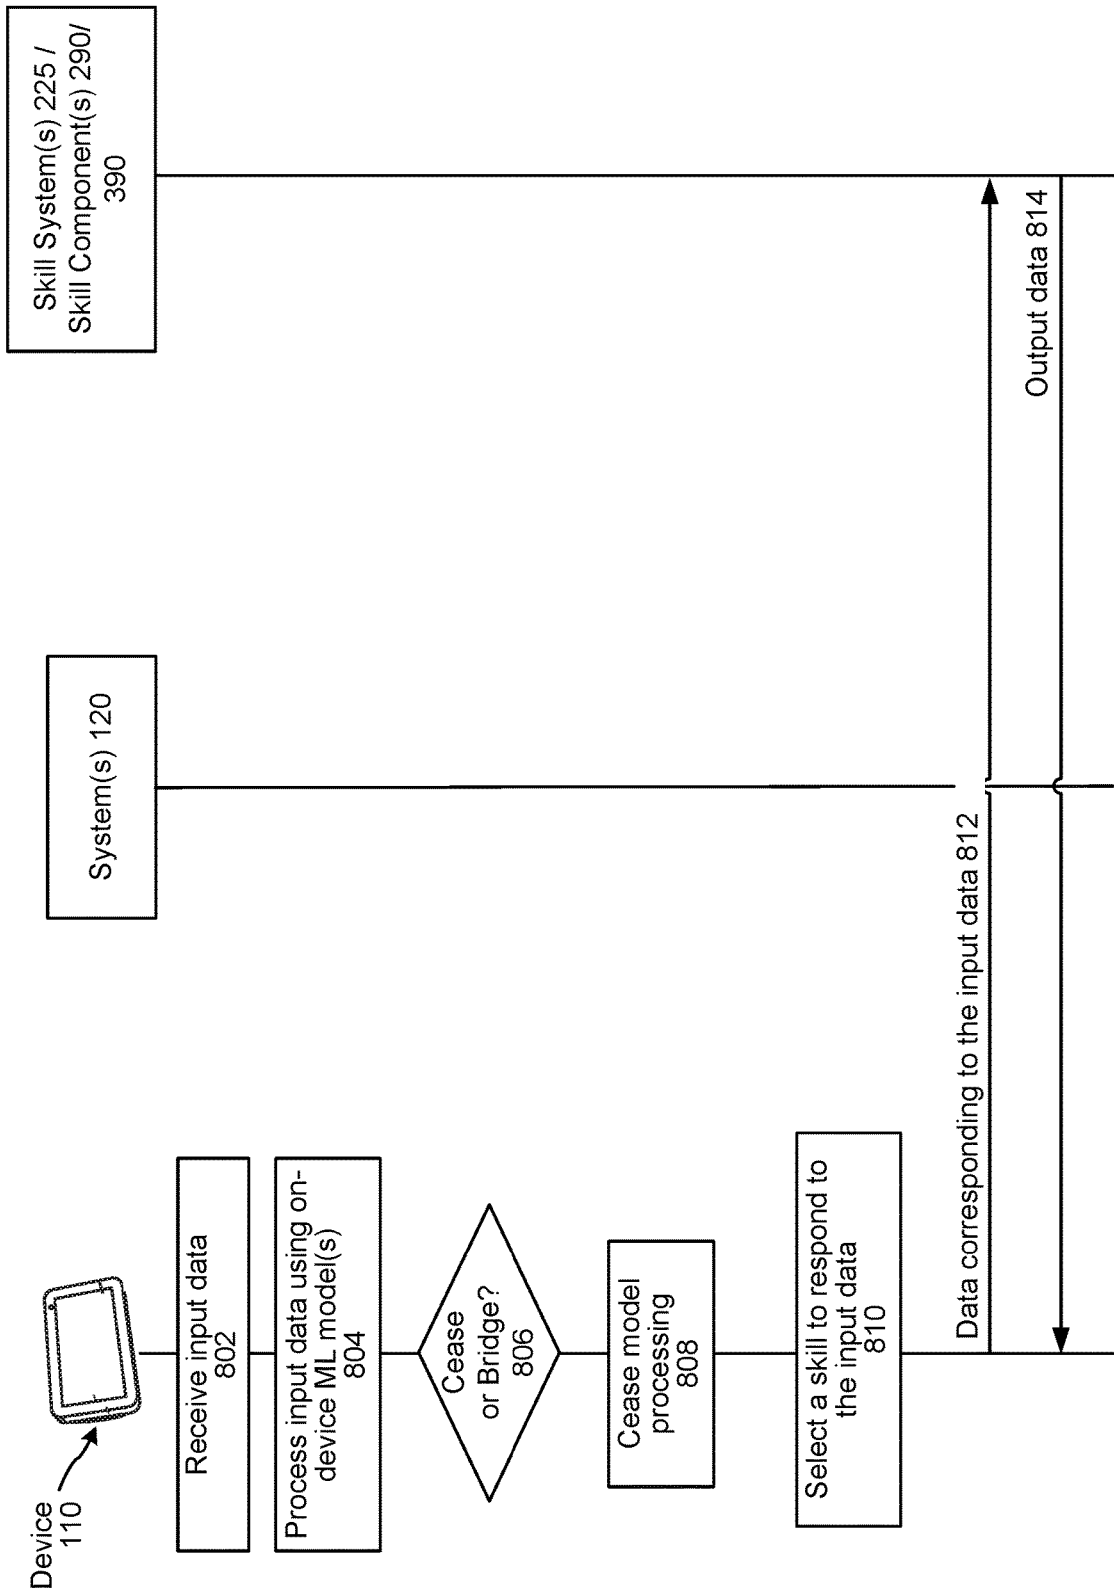 Device
110
System(s) 120
Skill System(s) 225 /
Skill Component(s) 290/
390
Receive input data
802
Process input data using on-
device ML model(s)
804
Cease
or Bridge?
806
Cease model
processing
808
Select a skill to respond to
the input data
810
Data corresponding to the input data 812
Output data 814